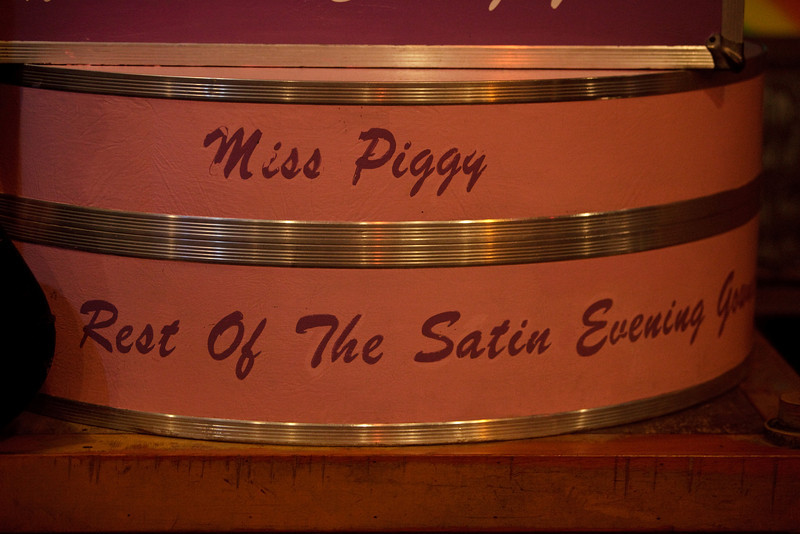 Miss Piggy
Rest Of The Satin Evening